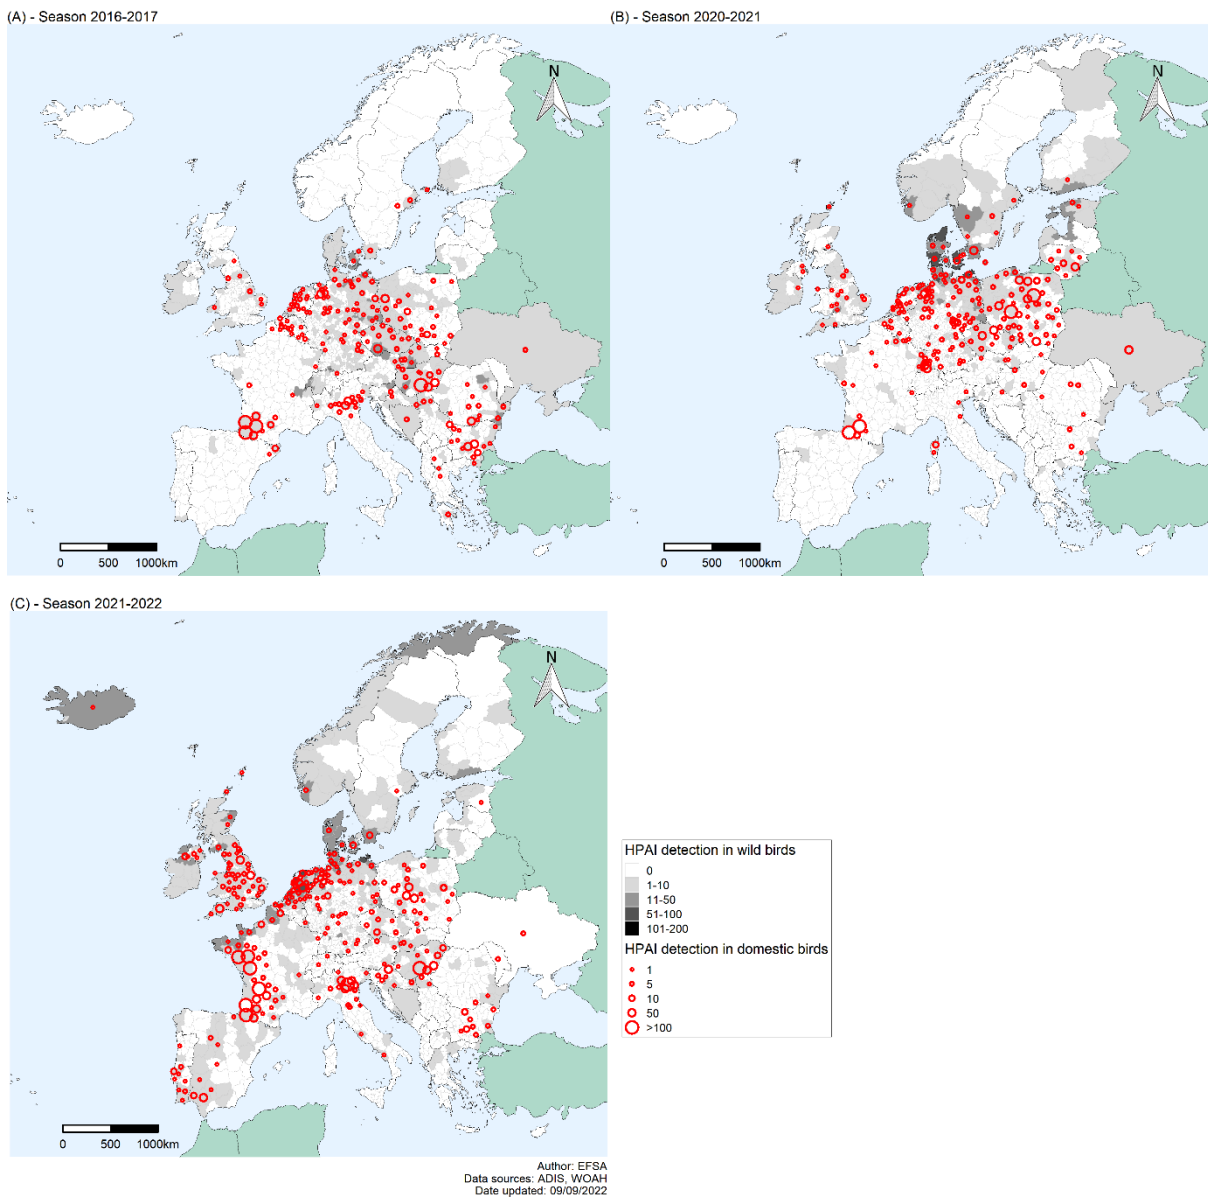 (A) - Season 2016-2017
(B) - Season 2020-2021
N
N
0 500 1000km
0 500 1000km
(C) - Season 2021-2022
N
HPAI detection in wild birds
0
1-10
11-50
51-100
101-200
HPAI detection in domestic birds
1
5
10
50
>100
0 500 1000km
Author: EFSA
Data sources: ADIS, WOAH
Date updated: 09/09/2022